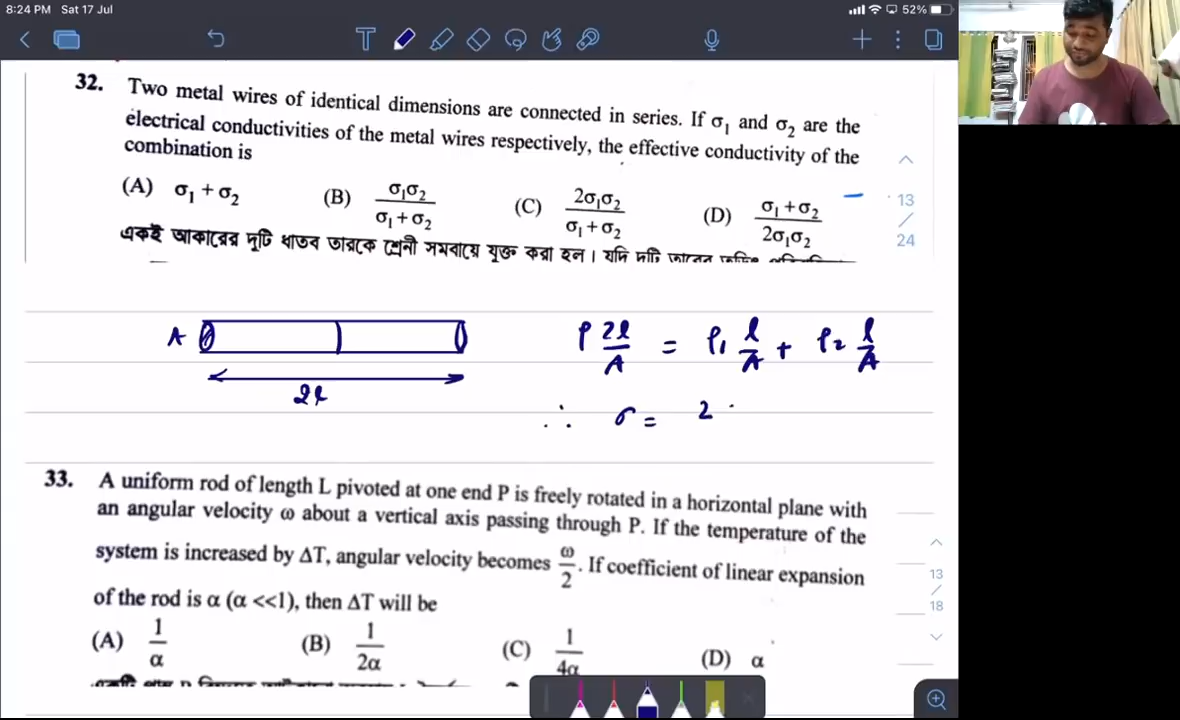 8:24 PM Sat 17 Jul
52%
T
32. Two metal wires of identical dimensions are connected in series. If σ₁ and σ₂ are the
electrical conductivities of the metal wires respectively, the effective conductivity of the
combination is
(A) σ₁ + σ₂ (B) σ₁σ₂ / σ₁ + σ₂ (C) 2σ₁σ₂ / σ₁ + σ₂ (D) σ₁ + σ₂ / 2σ₁σ₂
13 / 24
একই আকারের দুটি ধাতব তারকে শ্রেনী সমবায়ে যুক্ত করা হল। যদি
A
2l
ρ 2l/A = ρ₁ l/A + ρ₂ l/A
∴ σ = 2
33. A uniform rod of length L pivoted at one end P is freely rotated in a horizontal plane with
an angular velocity ω about a vertical axis passing through P. If the temperature of the
system is increased by ΔT, angular velocity becomes ω/2. If coefficient of linear expansion
of the rod is α (α <<1), then ΔT will be
13 / 18
(A) 1/α (B) 1/2α (C) 1/4α (D) α